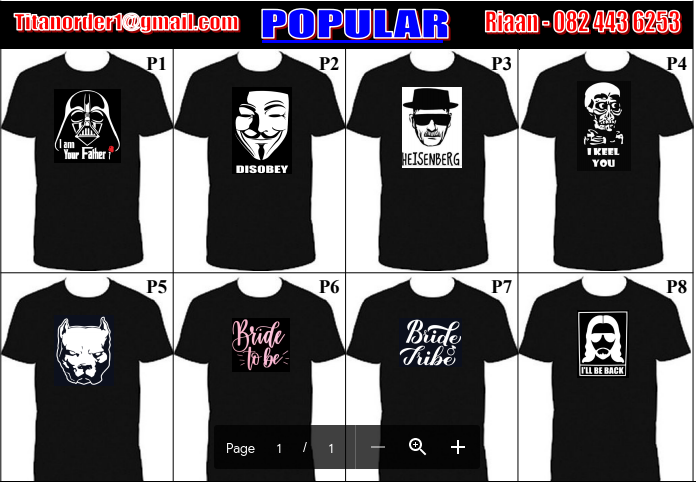 Titanorder1@gmail.com POPULAR Riaan - 082 443 6253
P1 P2 P3 P4
I am
Your Father
DISOBEY
HEISENBERG
I KEEL
YOU
P5 P6 P7 P8
Bride
to be
Bride
Tribe
I'LL BE BACK
Page 1 / 1